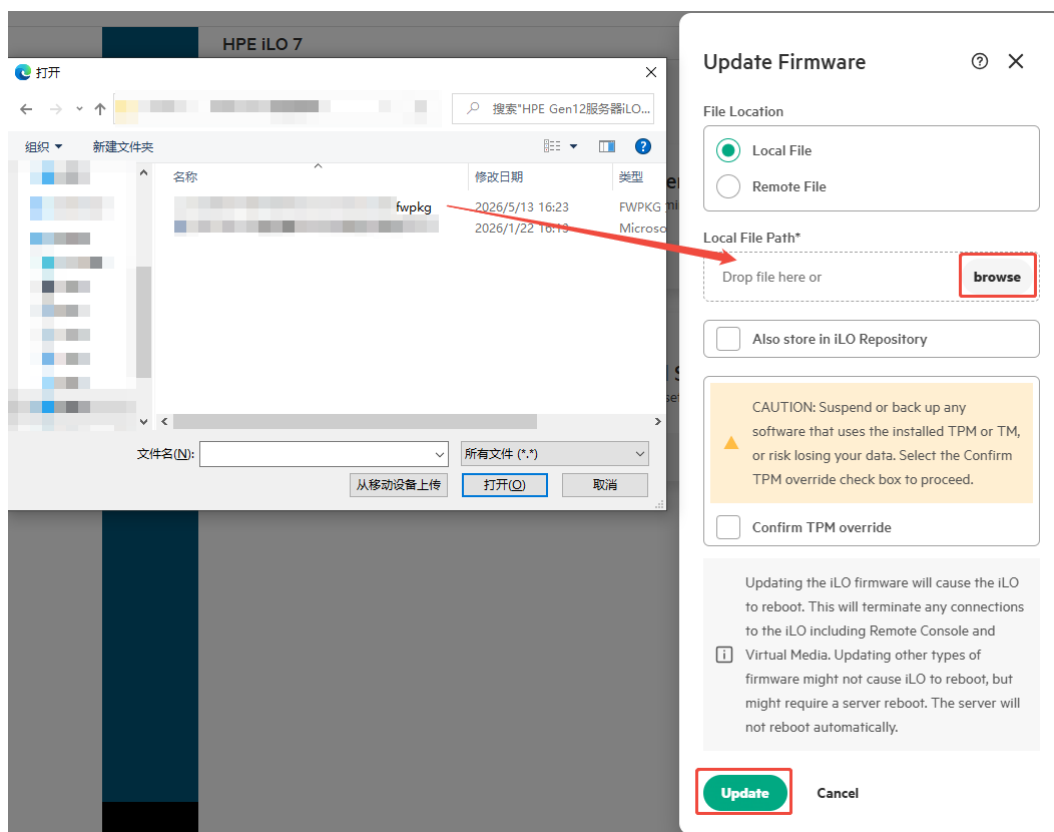 HPE iLO 7
打开
搜索"HPE Gen12服务器iLO...
组织
新建文件夹
名称
修改日期
类型
fwpkg
2026/5/13 16:23
FWPKG
2026/1/22 16:13
Microso
文件名(N):
所有文件 (*.*)
从移动设备上传
打开(O)
取消
Update Firmware
File Location
Local File
Remote File
Local File Path*
Drop file here or
browse
Also store in iLO Repository
CAUTION: Suspend or back up any
software that uses the installed TPM or TM,
or risk losing your data. Select the Confirm
TPM override check box to proceed.
Confirm TPM override
Updating the iLO firmware will cause the iLO
to reboot. This will terminate any connections
to the iLO including Remote Console and
Virtual Media. Updating other types of
firmware might not cause iLO to reboot, but
might require a server reboot. The server will
not reboot automatically.
Update
Cancel